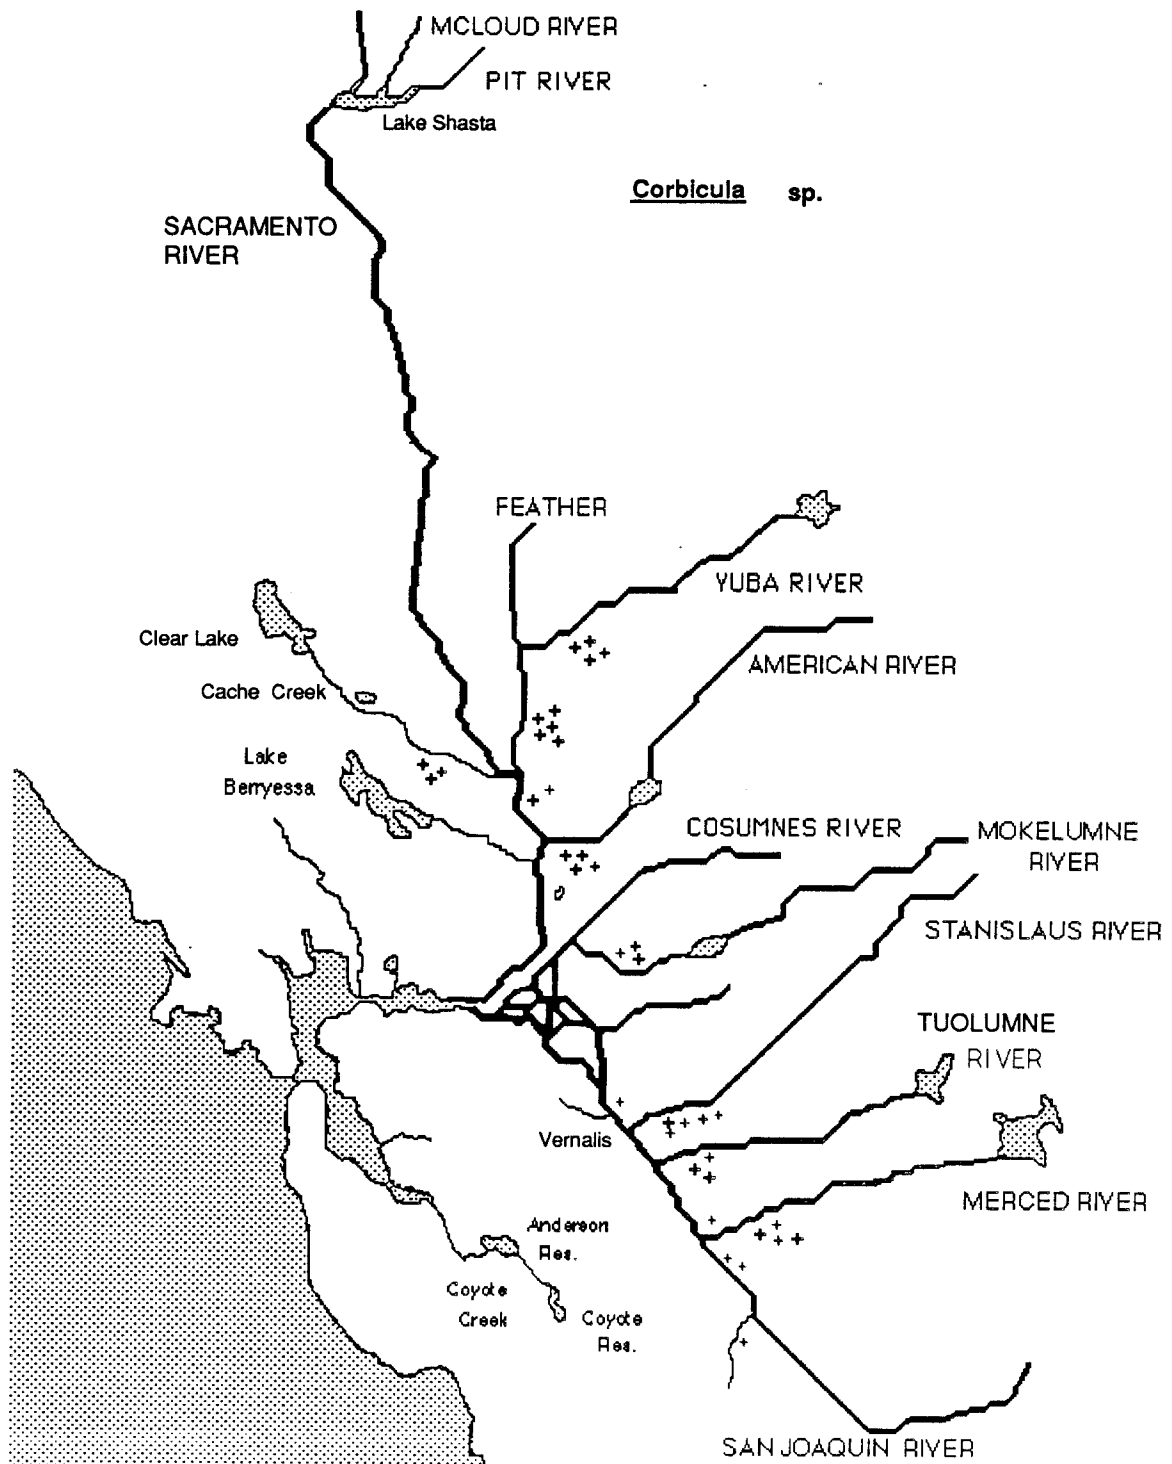 MCLOUD RIVER
PIT RIVER
Lake Shasta
Corbicula sp.
SACRAMENTO
RIVER
FEATHER
YUBA RIVER
Clear Lake
AMERICAN RIVER
Cache Creek
Lake
Berryessa
COSUMNES RIVER
MOKELUMNE
RIVER
STANISLAUS RIVER
TUOLUMNE
RIVER
Vernalis
MERCED RIVER
Anderson
Res.
Coyote
Creek
Coyote
Res.
SAN JOAQUIN RIVER